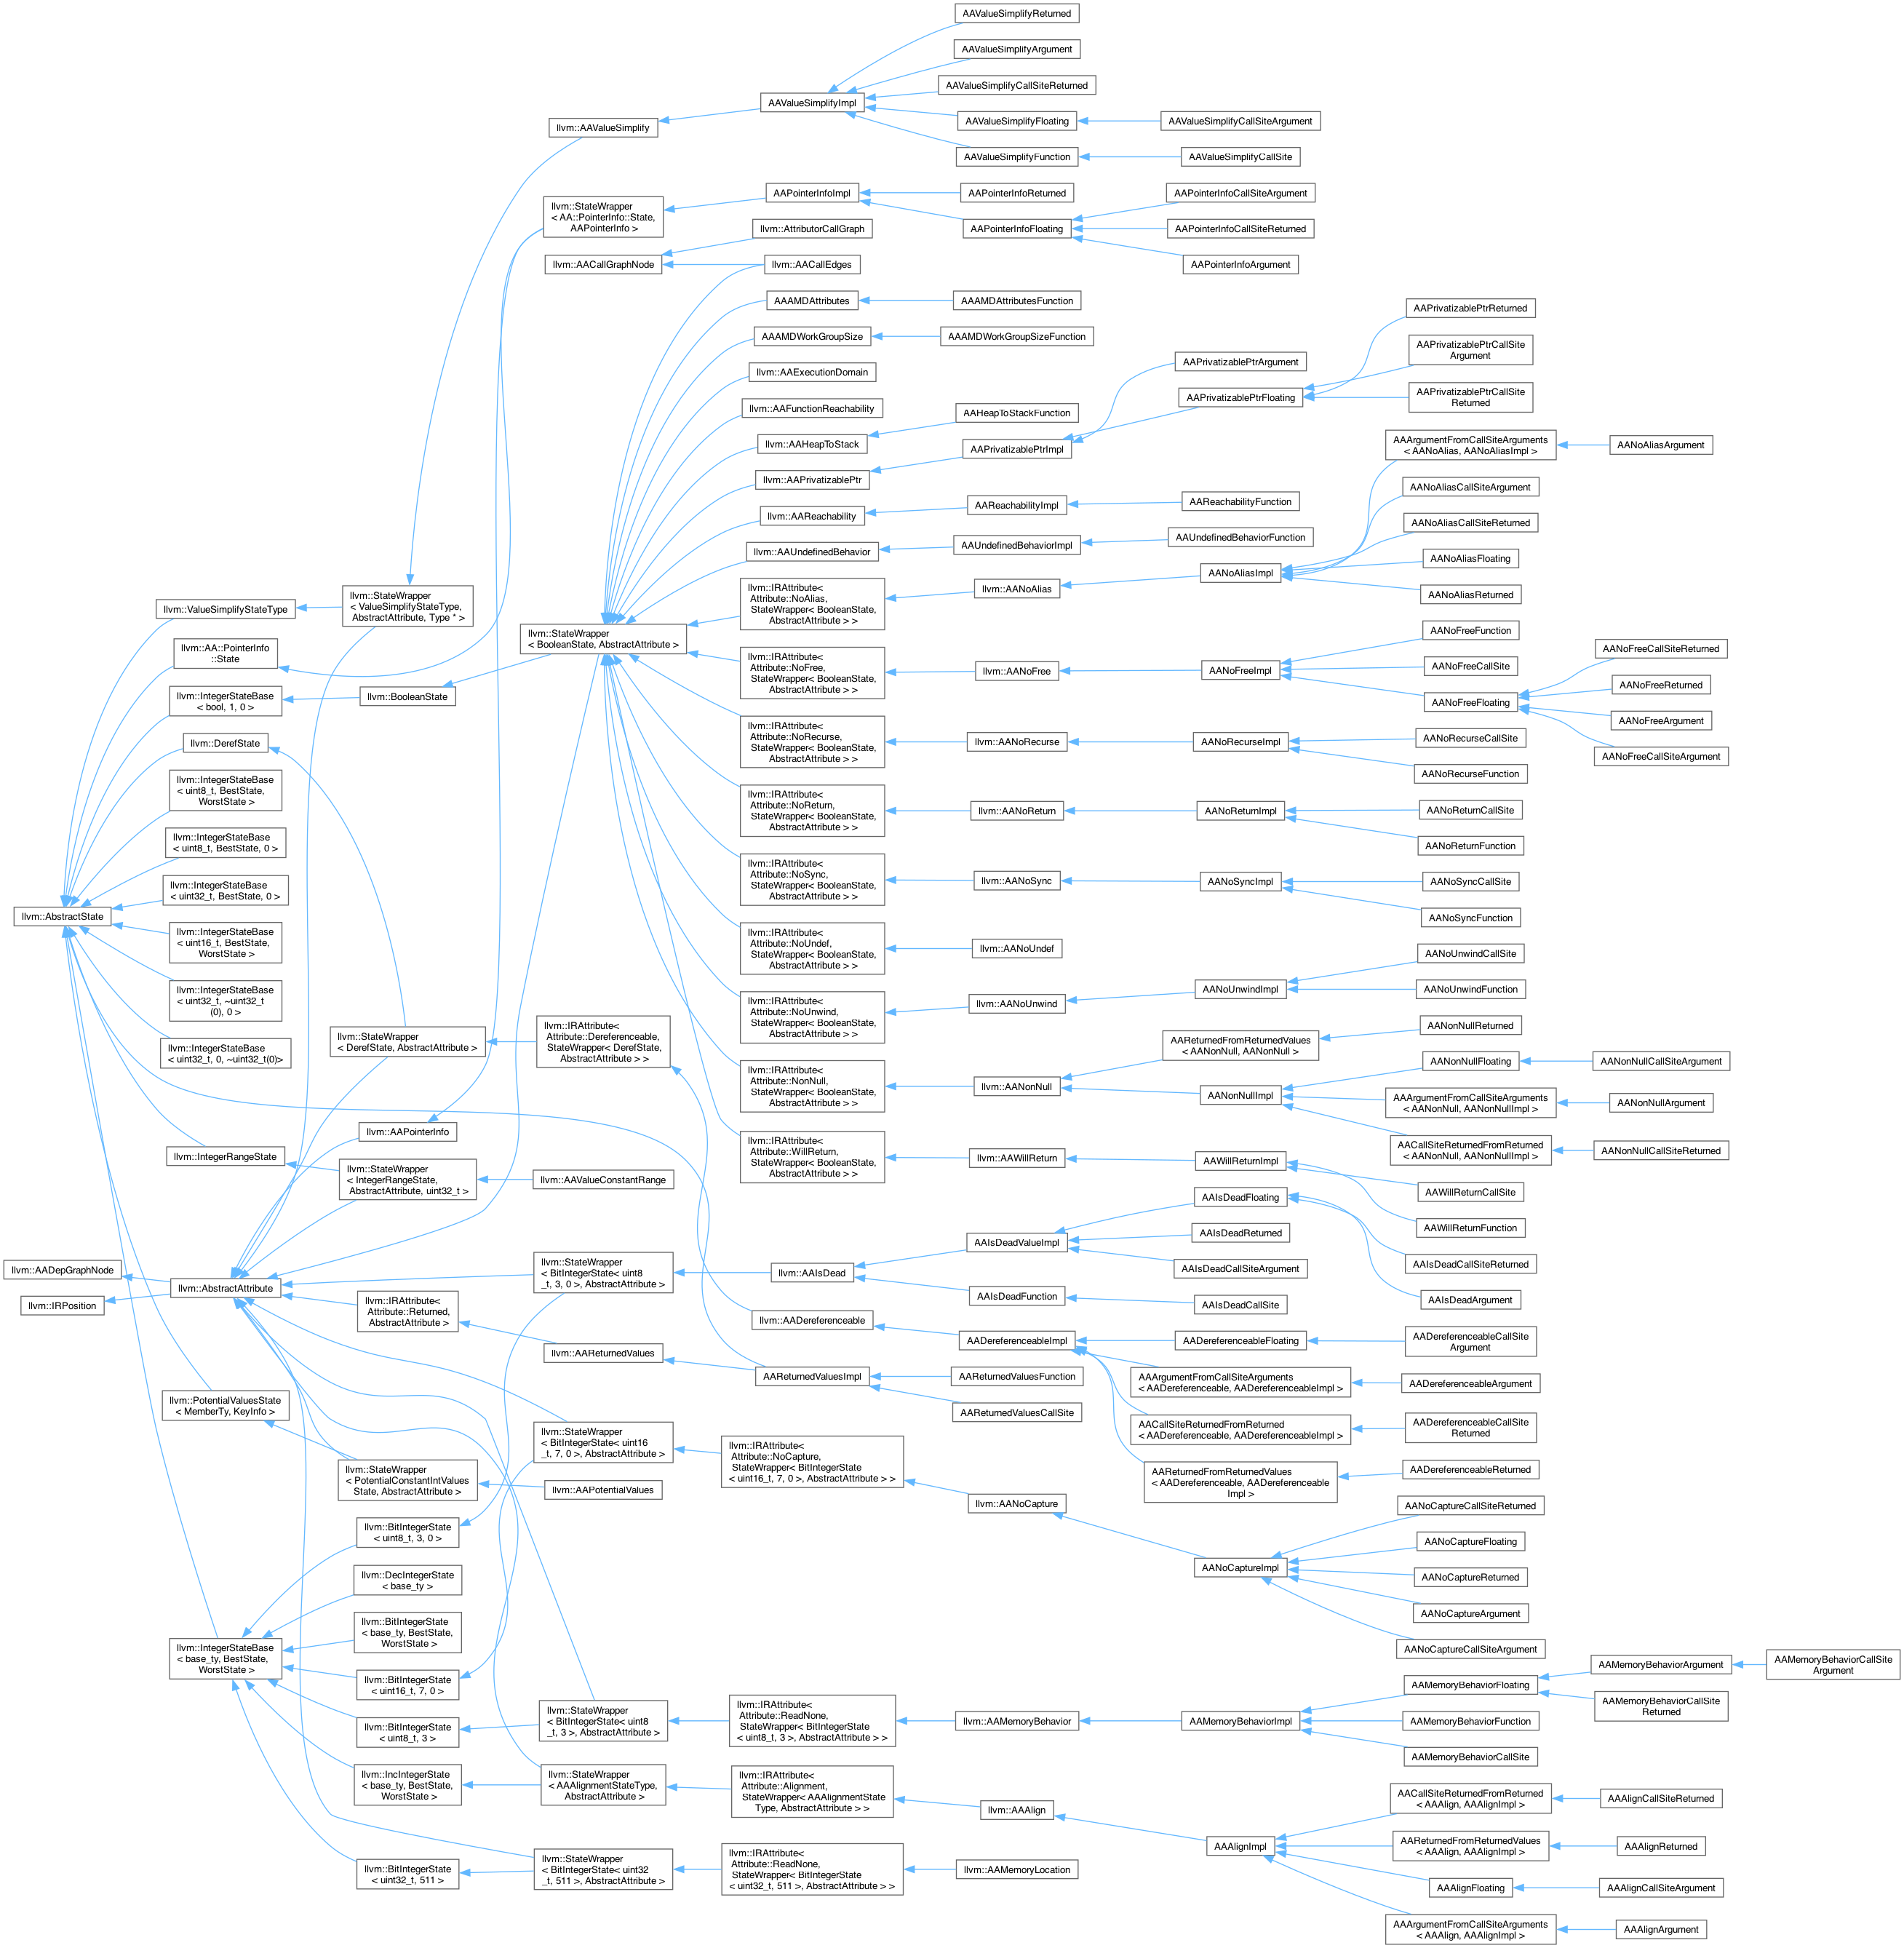 AAValueSimplifyReturned
AAValueSimplifyArgument
AAValueSimplifyCallSiteReturned
AAValueSimplifyImpl
AAValueSimplifyFloating
AAValueSimplifyCallSiteArgument
llvm::AAValueSimplify
AAValueSimplifyFunction
AAValueSimplifyCallSite
llvm::StateWrapper
< AA::PointerInfo::State,
AAPointerInfo >
AAPointerInfoImpl
AAPointerInfoReturned
AAPointerInfoCallSiteArgument
AAPointerInfoFloating
AAPointerInfoCallSiteReturned
AAPointerInfoArgument
llvm::AttributorCallGraph
llvm::AACallGraphNode
llvm::AACallEdges
AAAMDAttributes
AAAMDAttributesFunction
AAAMDWorkGroupSize
AAAMDWorkGroupSizeFunction
llvm::AAExecutionDomain
llvm::AAFunctionReachability
llvm::AAHeapToStack
AAHeapToStackFunction
llvm::AAPrivatizablePtr
AAPrivatizablePtrImpl
AAPrivatizablePtrArgument
AAPrivatizablePtrFloating
AAPrivatizablePtrReturned
AAPrivatizablePtrCallSite
Argument
AAPrivatizablePtrCallSite
Returned
llvm::AAReachability
AAReachabilityImpl
AAReachabilityFunction
llvm::AAUndefinedBehavior
AAUndefinedBehaviorImpl
AAUndefinedBehaviorFunction
AAArgumentFromCallSiteArguments
< AANoAlias, AANoAliasImpl >
AANoAliasArgument
AANoAliasCallSiteArgument
AANoAliasCallSiteReturned
AANoAliasFloating
AANoAliasReturned
llvm::IRAttribute<
Attribute::NoAlias,
StateWrapper< BooleanState,
AbstractAttribute > >
llvm::AANoAlias
AANoAliasImpl
llvm::ValueSimplifyStateType
llvm::StateWrapper
< ValueSimplifyStateType,
AbstractAttribute, Type * >
llvm::StateWrapper
< BooleanState, AbstractAttribute >
llvm::AA::PointerInfo
::State
llvm::IntegerStateBase
< bool, 1, 0 >
llvm::BooleanState
llvm::IRAttribute<
Attribute::NoFree,
StateWrapper< BooleanState,
AbstractAttribute > >
llvm::AANoFree
AANoFreeImpl
AANoFreeFunction
AANoFreeCallSite
AANoFreeFloating
AANoFreeCallSiteReturned
AANoFreeReturned
AANoFreeArgument
AANoFreeCallSiteArgument
llvm::DerefState
llvm::IRAttribute<
Attribute::NoRecurse,
StateWrapper< BooleanState,
AbstractAttribute > >
llvm::AANoRecurse
AANoRecurseImpl
AANoRecurseCallSite
AANoRecurseFunction
llvm::IntegerStateBase
< uint8_t, BestState,
WorstState >
llvm::IRAttribute<
Attribute::NoReturn,
StateWrapper< BooleanState,
AbstractAttribute > >
llvm::AANoReturn
AANoReturnImpl
AANoReturnCallSite
AANoReturnFunction
llvm::IntegerStateBase
< uint8_t, BestState, 0 >
llvm::IntegerStateBase
< uint32_t, BestState, 0 >
llvm::IRAttribute<
Attribute::NoSync,
StateWrapper< BooleanState,
AbstractAttribute > >
llvm::AANoSync
AANoSyncImpl
AANoSyncCallSite
AANoSyncFunction
llvm::AbstractState
llvm::IntegerStateBase
< uint16_t, BestState,
WorstState >
llvm::IRAttribute<
Attribute::NoUndef,
StateWrapper< BooleanState,
AbstractAttribute > >
llvm::AANoUndef
llvm::IntegerStateBase
< uint32_t, ~uint32_t
(0), 0 >
llvm::IRAttribute<
Attribute::NoUnwind,
StateWrapper< BooleanState,
AbstractAttribute > >
llvm::AANoUnwind
AANoUnwindImpl
AANoUnwindCallSite
AANoUnwindFunction
llvm::IntegerStateBase
< uint32_t, 0, ~uint32_t(0)>
llvm::StateWrapper
< DerefState, AbstractAttribute >
llvm::IRAttribute<
Attribute::Dereferenceable,
StateWrapper< DerefState,
AbstractAttribute > >
llvm::IRAttribute<
Attribute::NonNull,
StateWrapper< BooleanState,
AbstractAttribute > >
llvm::AANonNull
AAReturnedFromReturnedValues
< AANonNull, AANonNull >
AANonNullReturned
AANonNullImpl
AANonNullFloating
AANonNullCallSiteArgument
AAArgumentFromCallSiteArguments
< AANonNull, AANonNullImpl >
AANonNullArgument
AACallSiteReturnedFromReturned
< AANonNull, AANonNullImpl >
AANonNullCallSiteReturned
llvm::IntegerRangeState
llvm::AAPointerInfo
llvm::StateWrapper
< IntegerRangeState,
AbstractAttribute, uint32_t >
llvm::AAValueConstantRange
llvm::IRAttribute<
Attribute::WillReturn,
StateWrapper< BooleanState,
AbstractAttribute > >
llvm::AAWillReturn
AAWillReturnImpl
AAWillReturnCallSite
AAWillReturnFunction
llvm::AADepGraphNode
llvm::IRPosition
llvm::AbstractAttribute
llvm::StateWrapper
< BitIntegerState< uint8
_t, 3, 0 >, AbstractAttribute >
llvm::AAIsDead
AAIsDeadValueImpl
AAIsDeadFloating
AAIsDeadReturned
AAIsDeadCallSiteArgument
AAIsDeadCallSiteReturned
AAIsDeadArgument
AAIsDeadFunction
AAIsDeadCallSite
llvm::IRAttribute<
Attribute::Returned,
AbstractAttribute >
llvm::AAReturnedValues
llvm::AADereferenceable
AADereferenceableImpl
AADereferenceableFloating
AADereferenceableCallSite
Argument
AAReturnedValuesImpl
AAReturnedValuesFunction
AAReturnedValuesCallSite
AAArgumentFromCallSiteArguments
< AADereferenceable, AADereferenceableImpl >
AADereferenceableArgument
AACallSiteReturnedFromReturned
< AADereferenceable, AADereferenceableImpl >
AADereferenceableCallSite
Returned
AAReturnedFromReturnedValues
< AADereferenceable, AADereferenceable
Impl >
AADereferenceableReturned
llvm::PotentialValuesState
< MemberTy, KeyInfo >
llvm::StateWrapper
< BitIntegerState< uint16
_t, 7, 0 >, AbstractAttribute >
llvm::IRAttribute<
Attribute::NoCapture,
StateWrapper< BitIntegerState
< uint16_t, 7, 0 >, AbstractAttribute > >
llvm::StateWrapper
< PotentialConstantIntValues
State, AbstractAttribute >
llvm::AAPotentialValues
llvm::AANoCapture
AANoCaptureImpl
AANoCaptureCallSiteReturned
AANoCaptureFloating
AANoCaptureReturned
AANoCaptureArgument
AANoCaptureCallSiteArgument
llvm::BitIntegerState
< uint8_t, 3, 0 >
llvm::DecIntegerState
< base_ty >
llvm::BitIntegerState
< base_ty, BestState,
WorstState >
llvm::IntegerStateBase
< base_ty, BestState,
WorstState >
llvm::BitIntegerState
< uint16_t, 7, 0 >
llvm::BitIntegerState
< uint8_t, 3 >
llvm::StateWrapper
< BitIntegerState< uint8
_t, 3 >, AbstractAttribute >
llvm::IRAttribute<
Attribute::ReadNone,
StateWrapper< BitIntegerState
< uint8_t, 3 >, AbstractAttribute > >
llvm::AAMemoryBehavior
AAMemoryBehaviorImpl
AAMemoryBehaviorFloating
AAMemoryBehaviorArgument
AAMemoryBehaviorCallSite
Argument
AAMemoryBehaviorCallSite
Returned
AAMemoryBehaviorFunction
AAMemoryBehaviorCallSite
llvm::IncIntegerState
< base_ty, BestState,
WorstState >
llvm::StateWrapper
< AAAlignmentStateType,
AbstractAttribute >
llvm::IRAttribute<
Attribute::Alignment,
StateWrapper< AAAlignmentState
Type, AbstractAttribute > >
llvm::AAAlign
AAAlignImpl
AACallSiteReturnedFromReturned
< AAAlign, AAAlignImpl >
AAAlignCallSiteReturned
AAReturnedFromReturnedValues
< AAAlign, AAAlignImpl >
AAAlignReturned
AAAlignFloating
AAAlignCallSiteArgument
AAArgumentFromCallSiteArguments
< AAAlign, AAAlignImpl >
AAAlignArgument
llvm::BitIntegerState
< uint32_t, 511 >
llvm::StateWrapper
< BitIntegerState< uint32
_t, 511 >, AbstractAttribute >
llvm::IRAttribute<
Attribute::ReadNone,
StateWrapper< BitIntegerState
< uint32_t, 511 >, AbstractAttribute > >
llvm::AAMemoryLocation